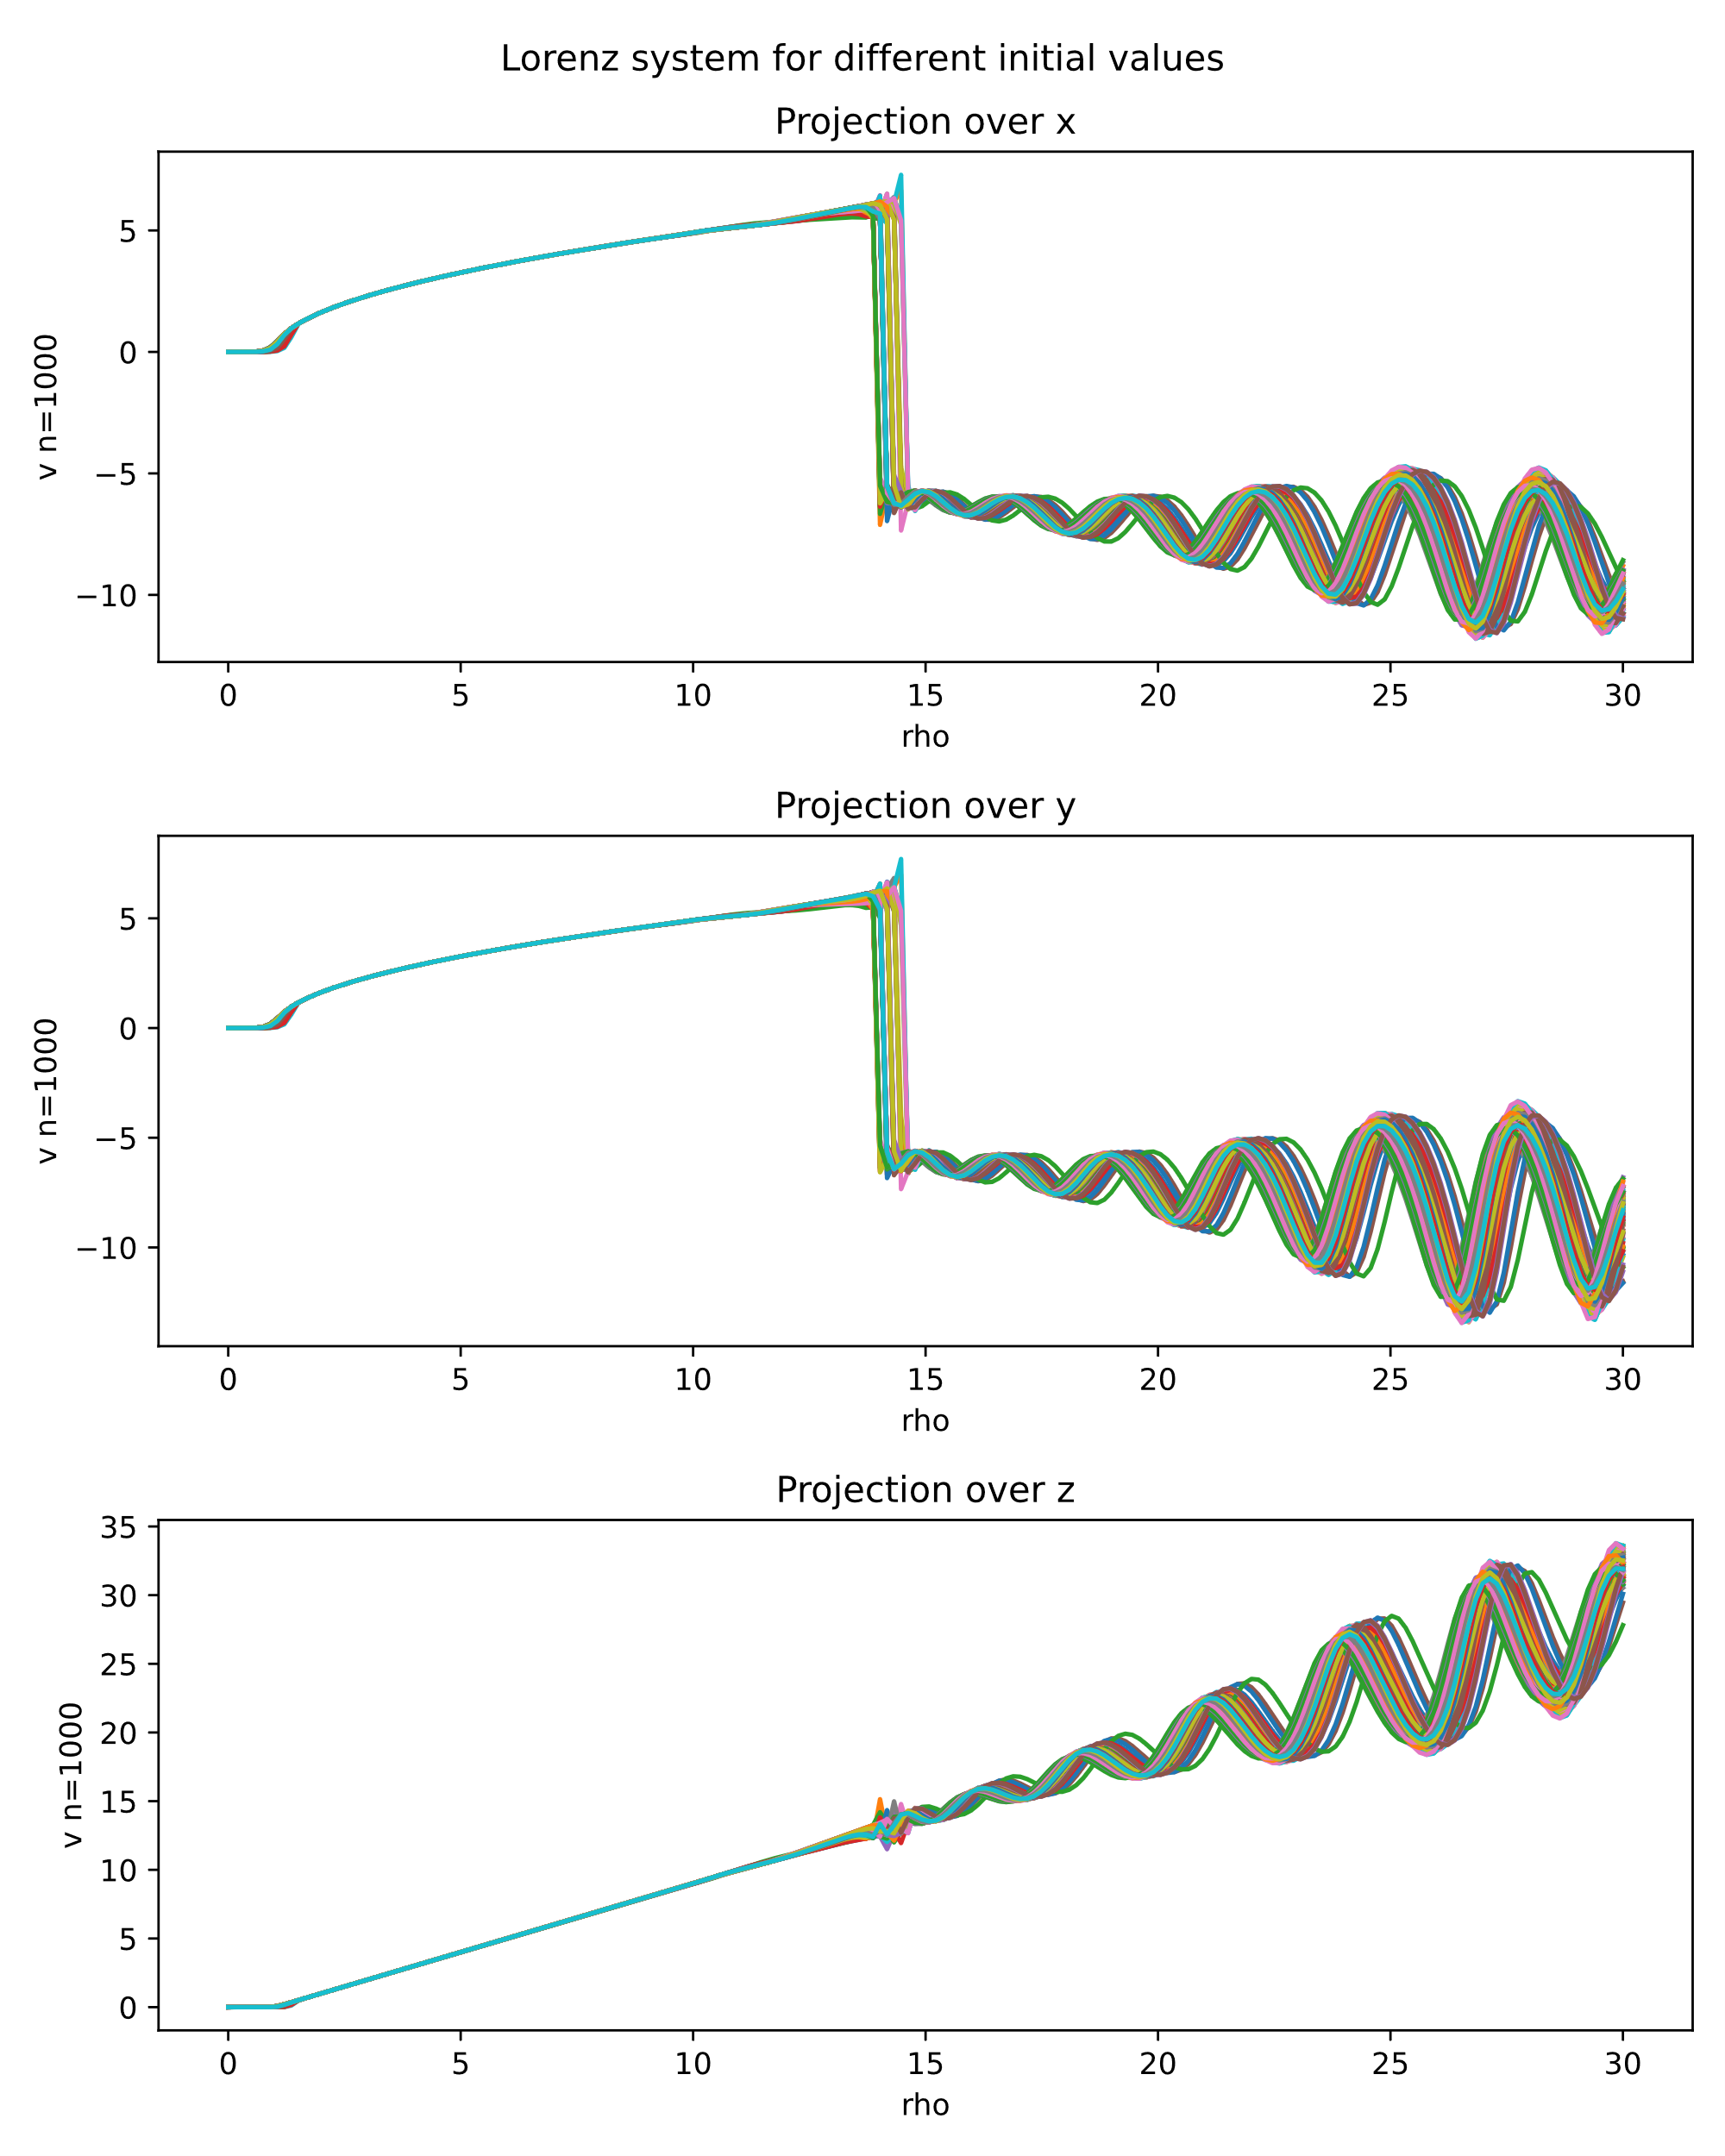 Lorenz system for different initial values
Projection over x
5
0
−5
−10
v n=1000
0 5 10 15 20 25 30
rho
Projection over y
5
0
−5
−10
v n=1000
0 5 10 15 20 25 30
rho
Projection over z
35
30
25
20
15
10
5
0
v n=1000
0 5 10 15 20 25 30
rho